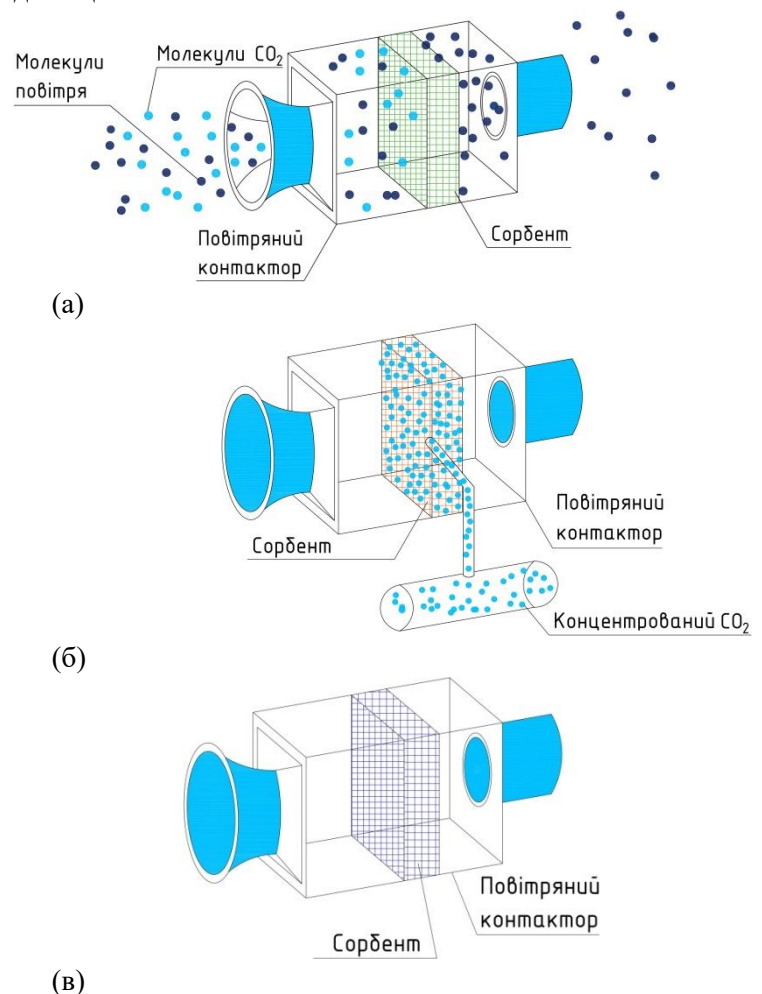 Молекули CO₂
Молекули
повітря
Повітряний
контактор
Сорбент
(а)
Сорбент
Повітряний
контактор
Концентрований CO₂
(б)
Повітряний
контактор
Сорбент
(в)